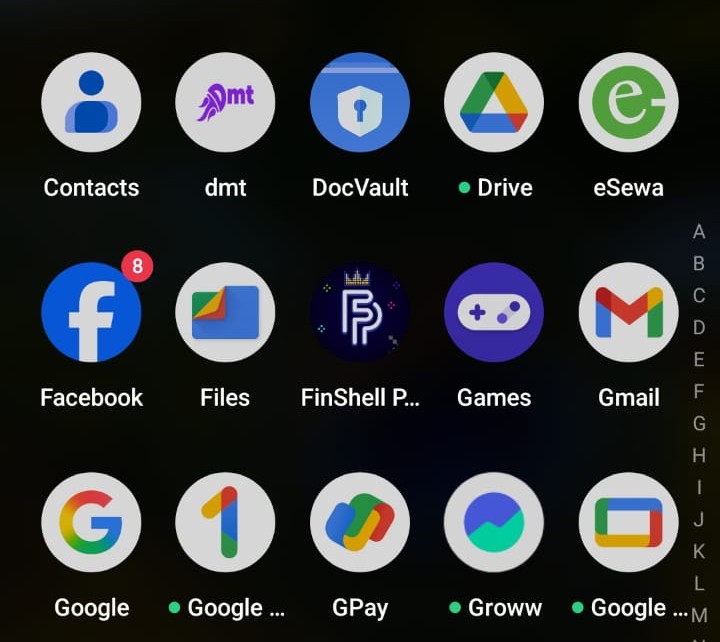 Dmt
Contacts
dmt
DocVault
Drive
eSewa
8
Facebook
Files
FinShell P...
Games
Gmail
Google
Google ...
GPay
Groww
Google ...
A
B
C
D
E
F
G
H
I
J
K
L
M